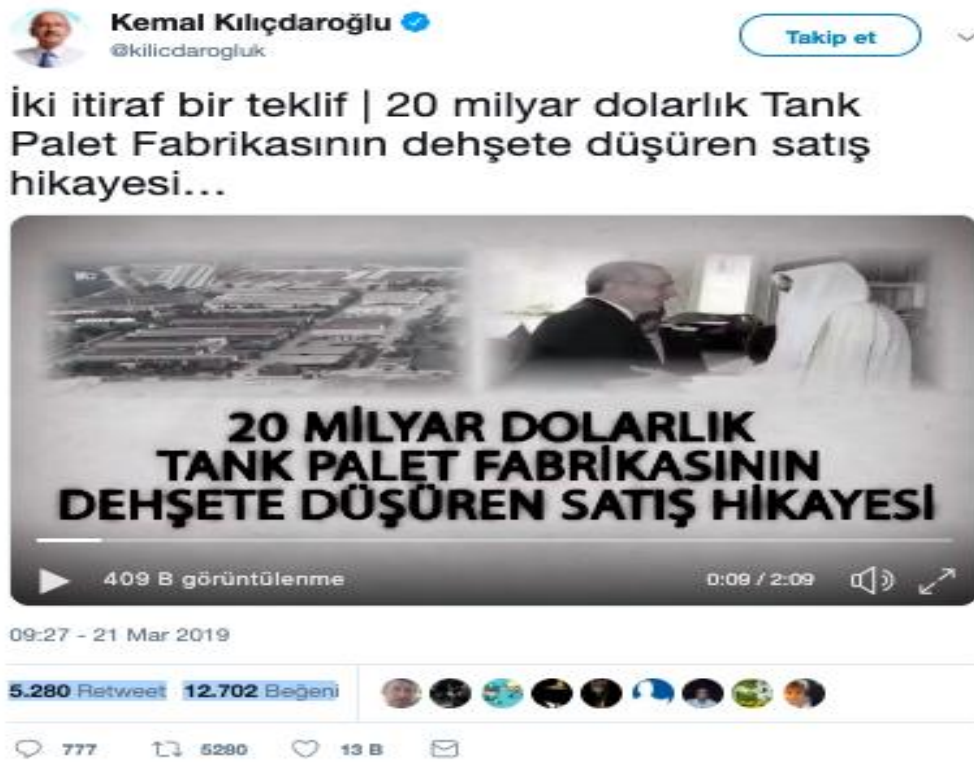 Kemal Kılıçdaroğlu
@kilicdarogluk
Takip et
İki itiraf bir teklif | 20 milyar dolarlık Tank
Palet Fabrikasının dehşete düşüren satış
hikayesi...
20 MİLYAR DOLARLIK
TANK PALET FABRİKASININ
DEHŞETE DÜŞÜREN SATIŞ HİKAYESİ
409 B görüntülenme
0:09 / 2:09
09:27 - 21 Mar 2019
5.280 Retweet 12.702 Beğeni
777 5280 13 B